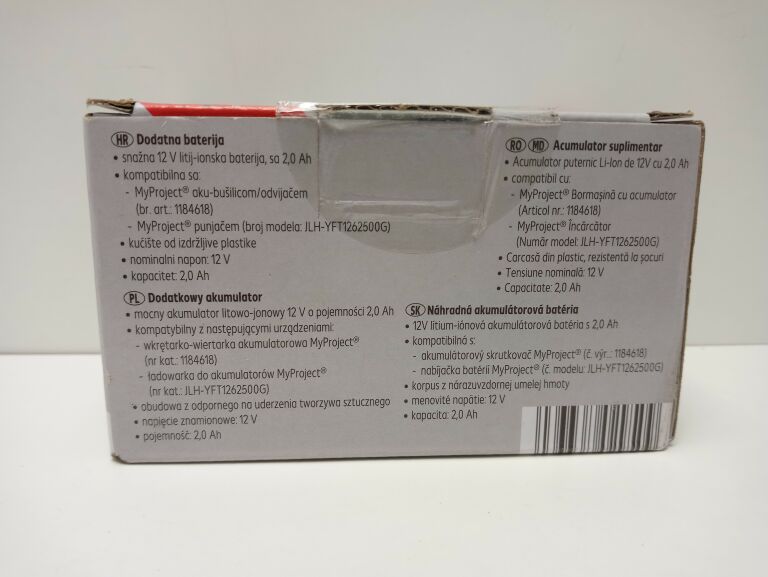 HR Dodatna baterija
• snažna 12 V litij-ionska baterija, sa 2,0 Ah
• kompatibilna sa:
- MyProject® aku-bušilicom/odvijačem
(br. art.: 1184618)
- MyProject® punjačem (broj modela: JLH-YFT1262500G)
• kućište od izdržljive plastike
• nominalni napon: 12 V
• kapacitet: 2,0 Ah
RO MD Acumulator suplimentar
• Acumulator puternic Li-Ion de 12V cu 2,0 Ah
• compatibil cu:
- MyProject® Bormașină cu acumulator
(Articol nr.: 1184618)
- MyProject® Încărcător
(Număr model: JLH-YFT1262500G)
• Carcasă din plastic, rezistentă la șocuri
• Tensiune nominală: 12 V
• Capacitate: 2,0 Ah
PL Dodatkowy akumulator
• mocny akumulator litowo-jonowy 12 V o pojemności 2,0 Ah
• kompatybilny z następującymi urządzeniami:
- wkrętarko-wiertarka akumulatorowa MyProject®
(nr kat.: 1184618)
- ładowarka do akumulatorów MyProject®
(nr kat.: JLH-YFT1262500G)
• obudowa z odpornego na uderzenia tworzywa sztucznego
• napięcie znamionowe: 12 V
• pojemność: 2,0 Ah
SK Náhradná akumulátorová batéria
• 12V lítium-iónová akumulátorová batéria s 2,0 Ah
• kompatibilná s:
- akumulátorový skrutkovač MyProject® (č. výr.: 1184618)
- nabíjačka batérií MyProject® (č. modelu: JLH-YFT1262500G)
• korpus z nárazuvzdornej umelej hmoty
• menovité napätie: 12 V
• kapacita: 2,0 Ah